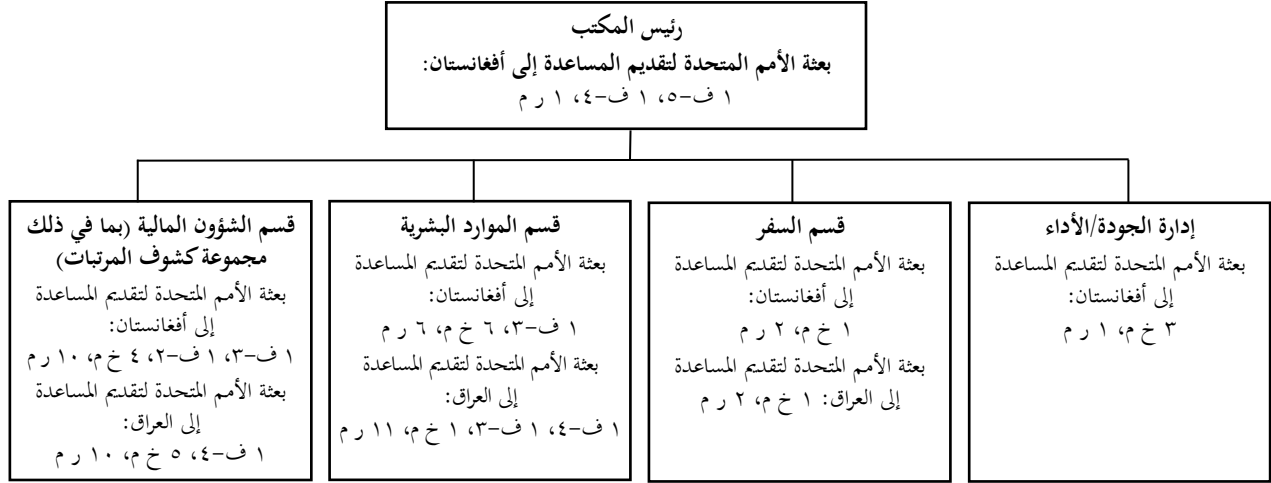 رئيس المكتب
بعثة الأمم المتحدة لتقديم المساعدة إلى أفغانستان:
١ ف-٥، ١ ف-٤، ١ ر م
إدارة الجودة/الأداء
بعثة الأمم المتحدة لتقديم المساعدة
إلى أفغانستان:
٣ خ م، ١ ر م
قسم السفر
بعثة الأمم المتحدة لتقديم المساعدة
إلى أفغانستان:
١ خ م، ٢ ر م
بعثة الأمم المتحدة لتقديم المساعدة
إلى العراق: ١ خ م، ٢ ر م
قسم الموارد البشرية
بعثة الأمم المتحدة لتقديم المساعدة
إلى أفغانستان:
١ ف-٣، ٦ خ م، ٦ ر م
بعثة الأمم المتحدة لتقديم المساعدة
إلى العراق:
١ ف-٤، ١ ف-٣، ١ خ م، ١١ ر م
قسم الشؤون المالية (بما في ذلك
مجموعة كشوف المرتبات)
بعثة الأمم المتحدة لتقديم المساعدة
إلى أفغانستان:
١ ف-٣، ١ ف-٢، ٤ خ م، ١٠ ر م
بعثة الأمم المتحدة لتقديم المساعدة
إلى العراق:
١ ف-٤، ٥ خ م، ١٠ ر م